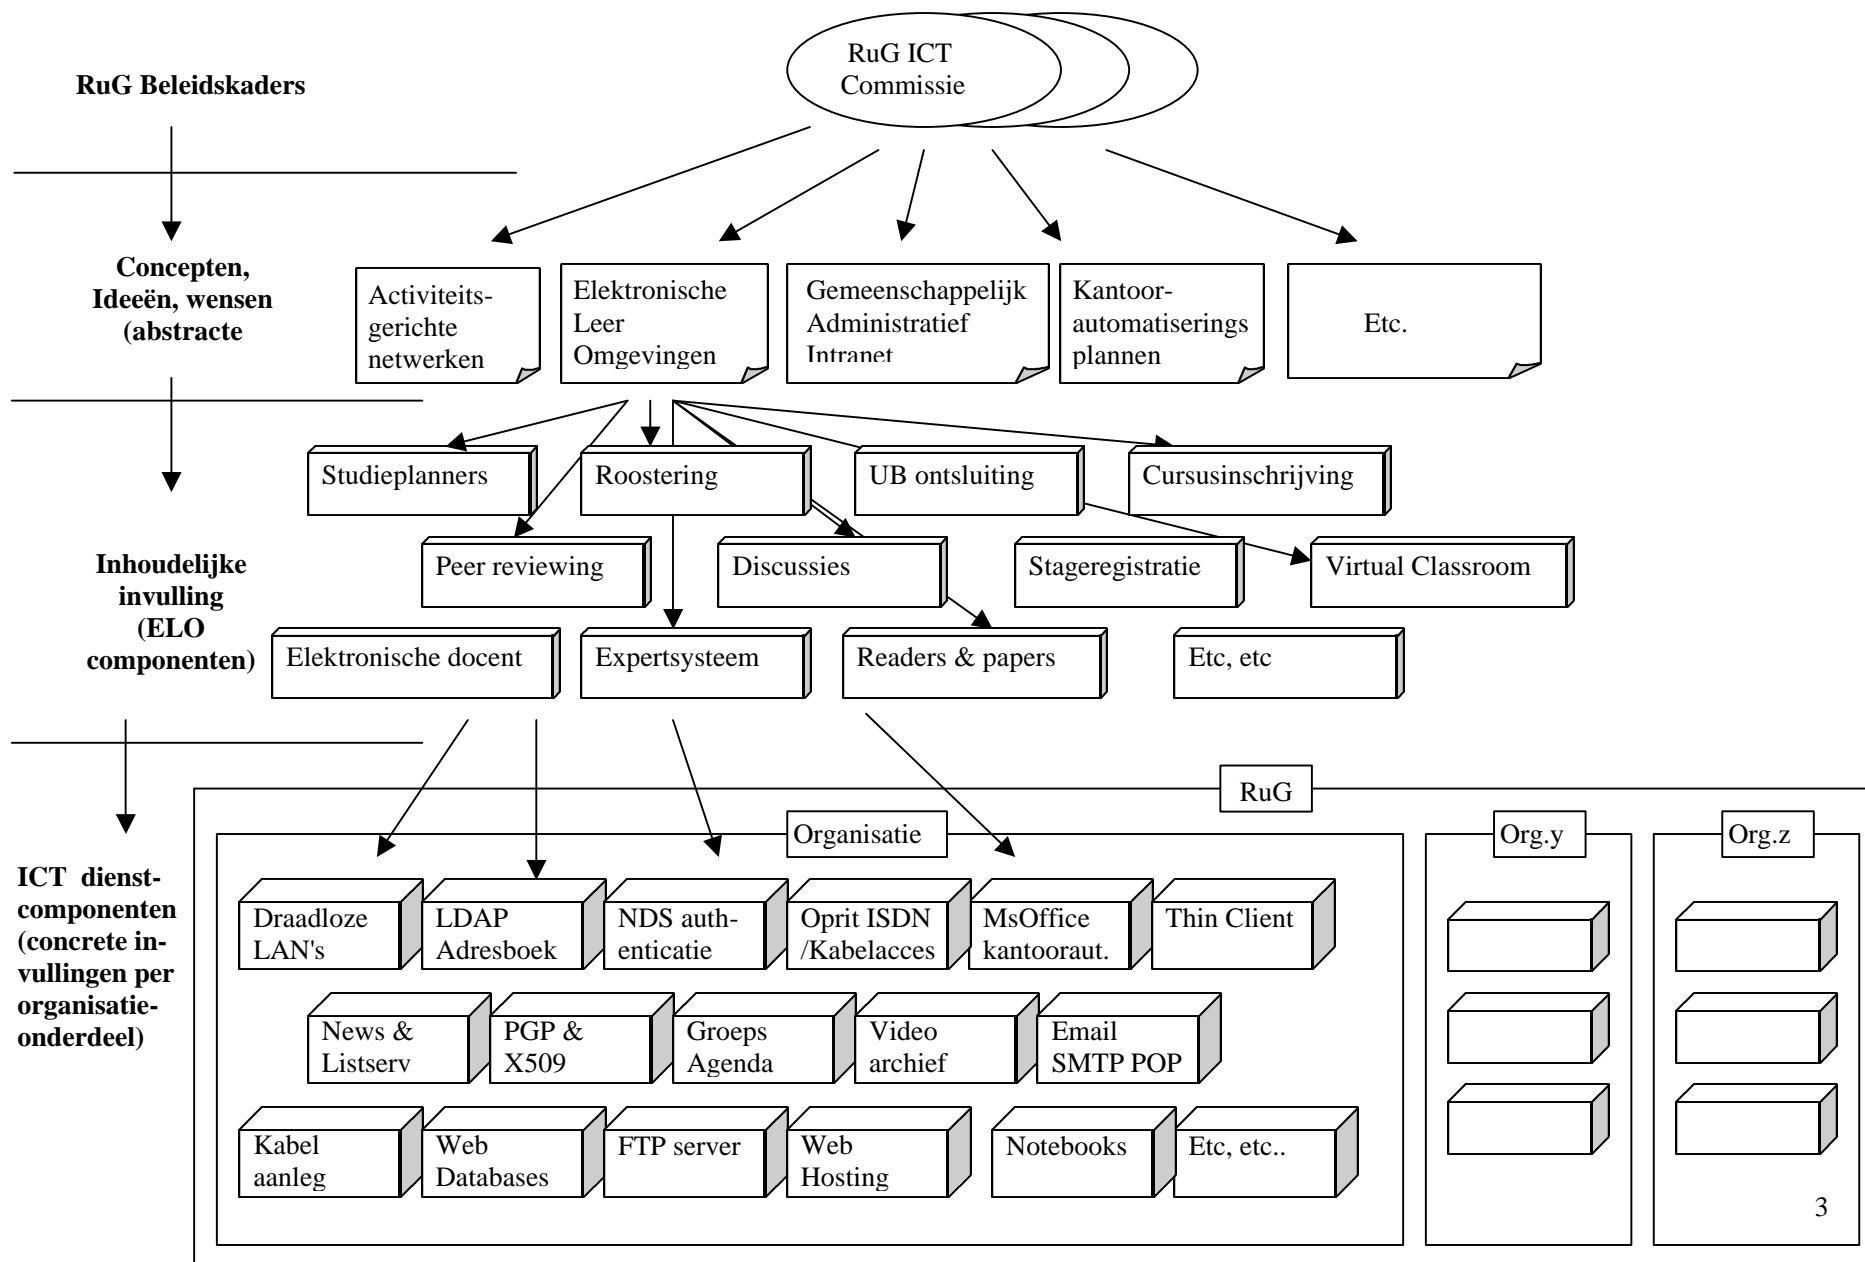 RuG ICT
Commissie
RuG Beleidskaders
Concepten,
Ideeën, wensen
(abstracte
Activiteits-
gerichte
netwerken
Elektronische
Leer
Omgevingen
Gemeenschappelijk
Administratief
Intranet
Kantoor-
automatiserings
plannen
Etc.
Studieplanners
Roostering
UB ontsluiting
Cursusinschrijving
Inhoudelijke
invulling
(ELO
componenten)
Peer reviewing
Discussies
Stageregistratie
Virtual Classroom
Elektronische docent
Expertsysteem
Readers & papers
Etc, etc
RuG
Organisatie
Org.y
Org.z
ICT dienst-
componenten
(concrete in-
vullingen per
organisatie-
onderdeel)
Draadloze
LAN's
LDAP
Adresboek
NDS auth-
enticatie
Oprit ISDN
/Kabelacces
MsOffice
kantooraut.
Thin Client
News &
Listserv
PGP &
X509
Groeps
Agenda
Video
archief
Email
SMTP POP
Kabel
aanleg
Web
Databases
FTP server
Web
Hosting
Notebooks
Etc, etc..
3